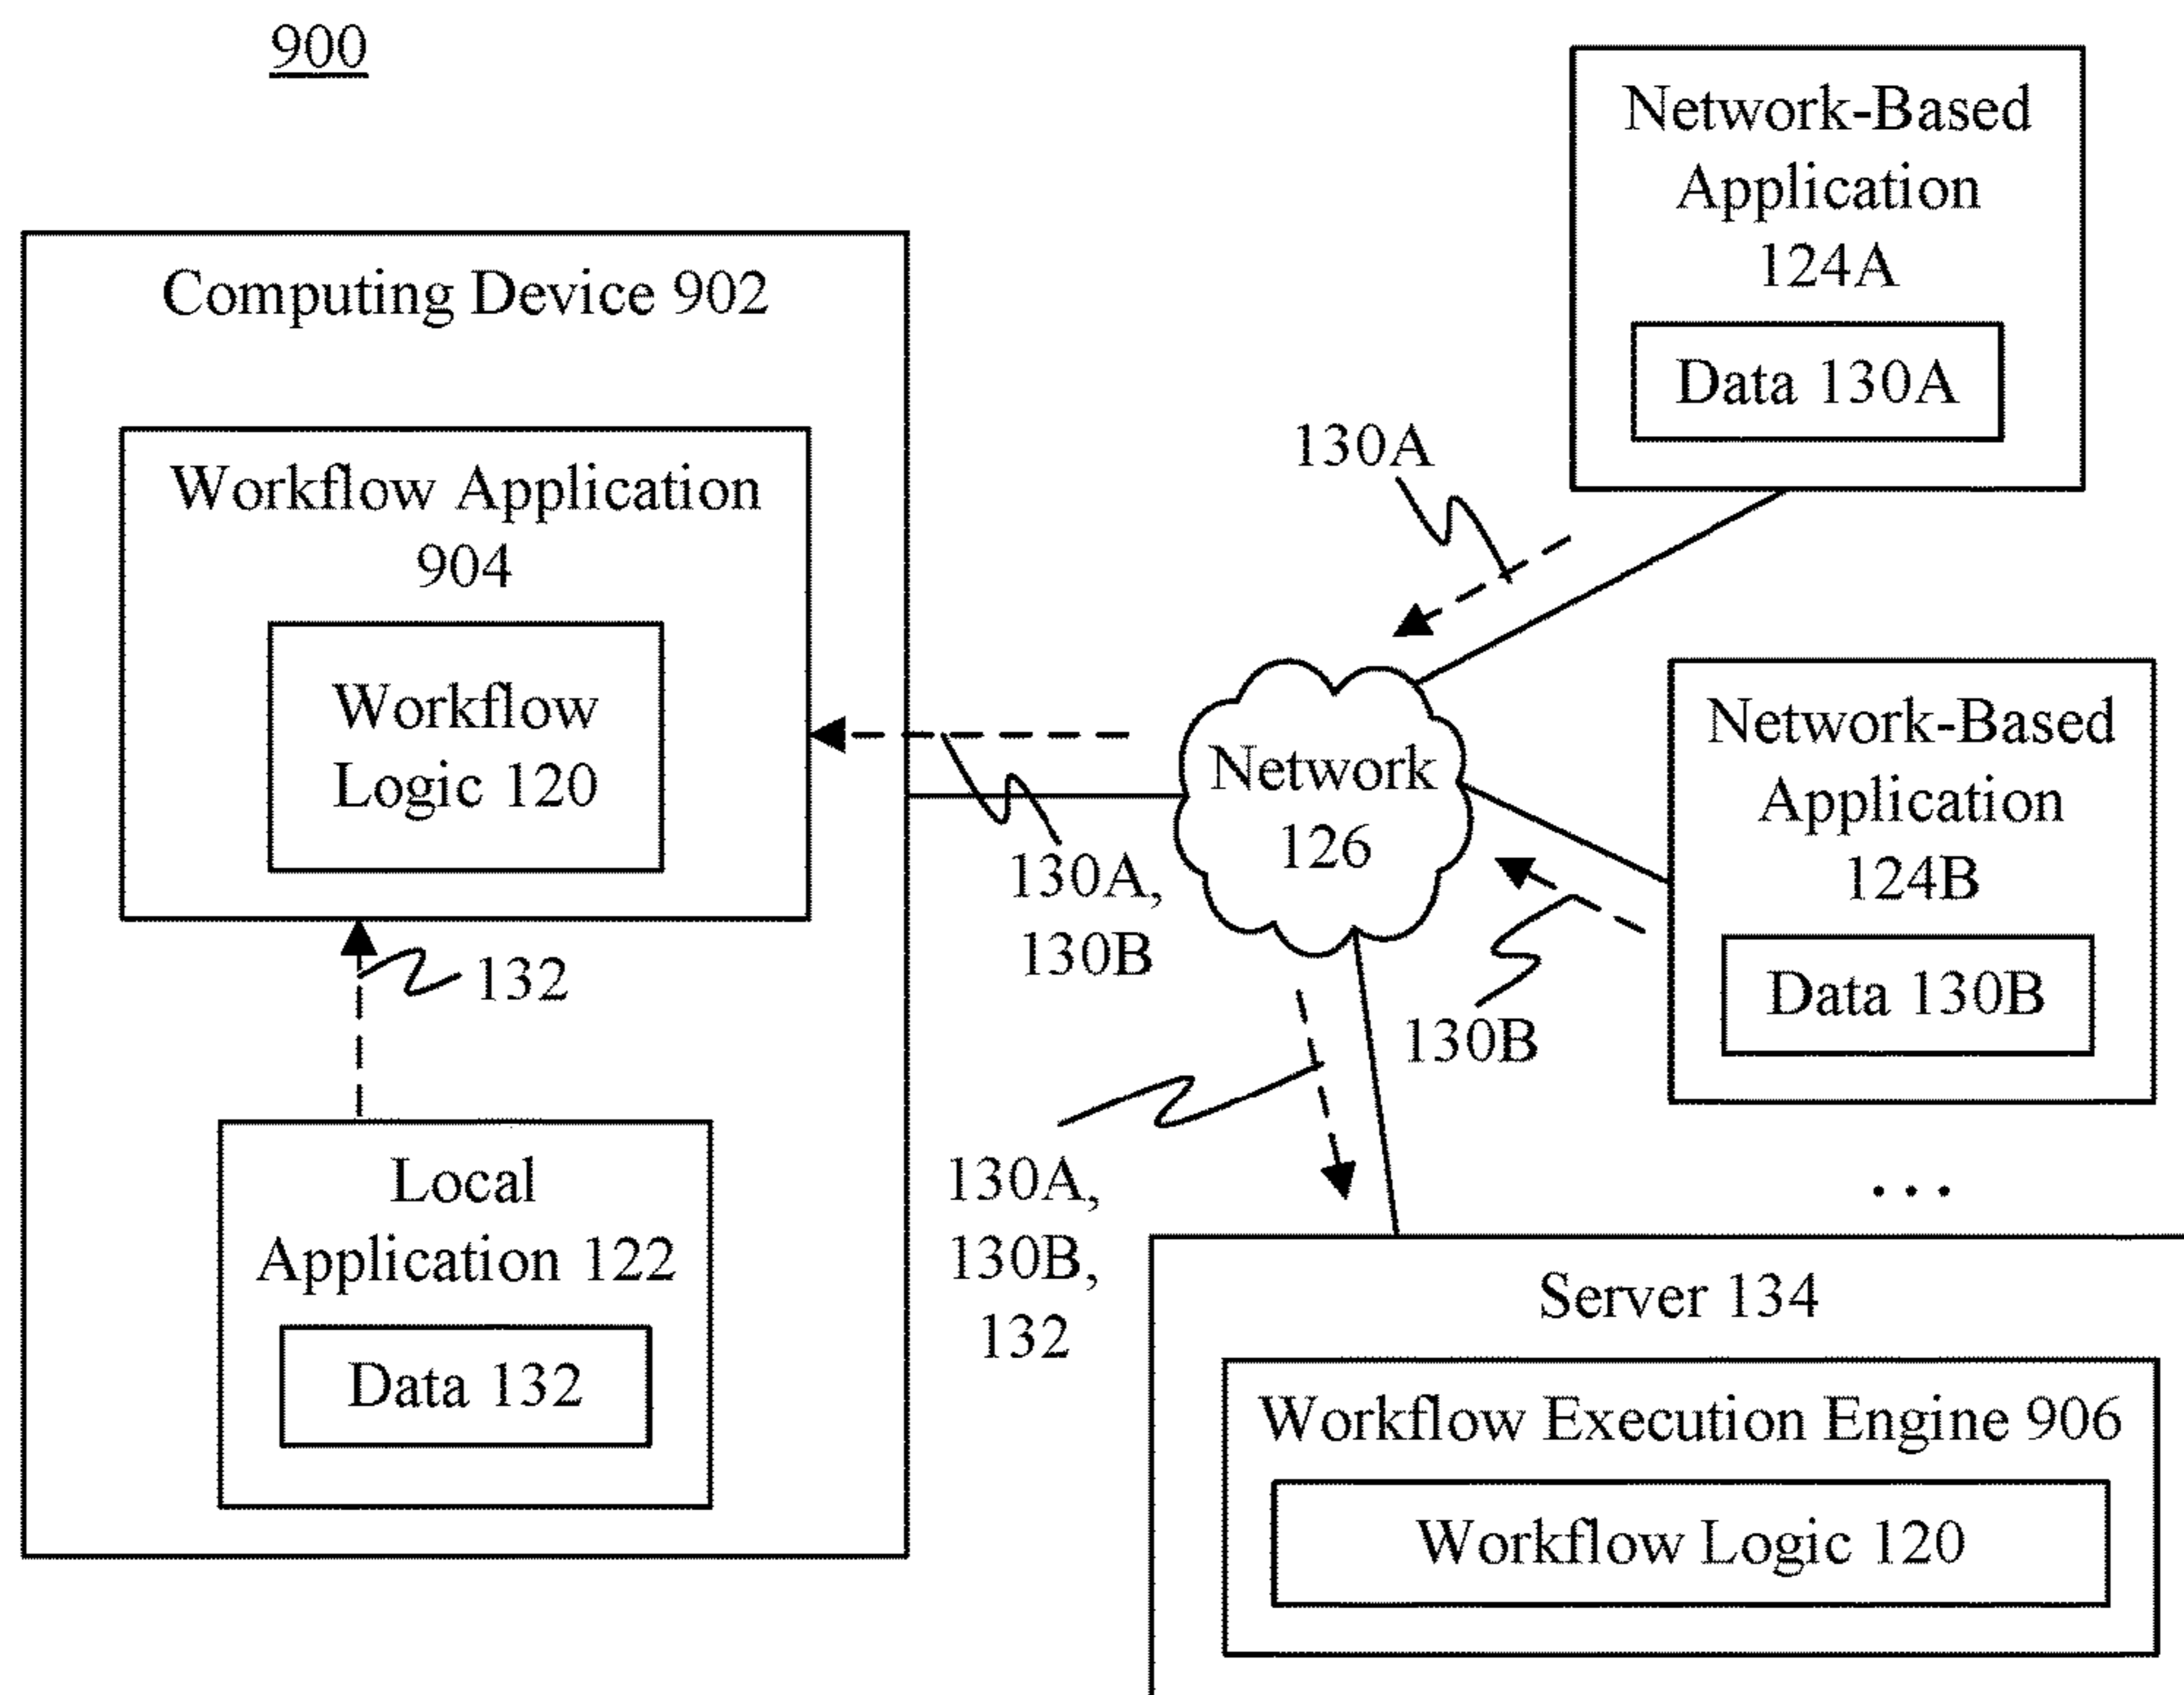 900
Computing Device 902
Workflow Application
904
Workflow
Logic 120
132
Local
Application 122
Data 132
130A,
130B
Network
126
130A
Network-Based
Application
124A
Data 130A
Network-Based
Application
124B
Data 130B
130B
...
130A,
130B,
132
Server 134
Workflow Execution Engine 906
Workflow Logic 120